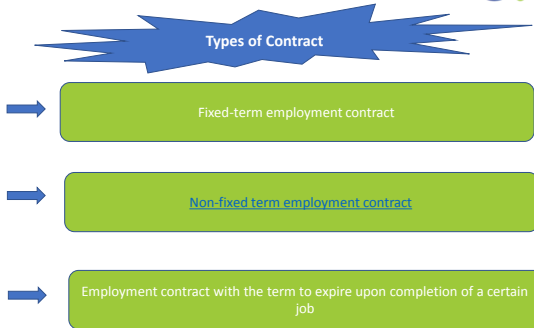 Types of Contract
Fixed-term employment contract
Non-fixed term employment contract
Employment contract with the term to expire upon completion of a certain
job